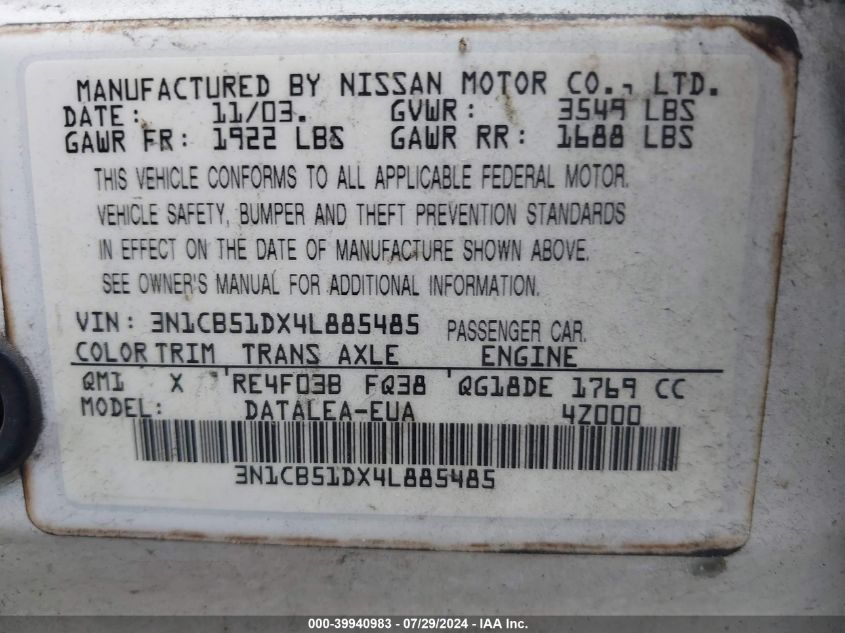 MANUFACTURED BY NISSAN MOTOR CO., LTD.
DATE: 11/03. GVWR: 3549 LBS
GAWR FR: 1922 LBS GAWR RR: 1688 LBS
THIS VEHICLE CONFORMS TO ALL APPLICABLE FEDERAL MOTOR.
VEHICLE SAFETY, BUMPER AND THEFT PREVENTION STANDARDS
IN EFFECT ON THE DATE OF MANUFACTURE SHOWN ABOVE.
SEE OWNER'S MANUAL FOR ADDITIONAL INFORMATION.
VIN: 3N1CB51DX4L885485 PASSENGER CAR.
COLOR TRIM TRANS AXLE ENGINE
QM1 X RE4F03B FQ38 QG18DE 1769 CC
MODEL: DATALEA-EUA 4Z000
3N1CB51DX4L885485
000-39940983 / 07/29/2024 - IAA Inc.